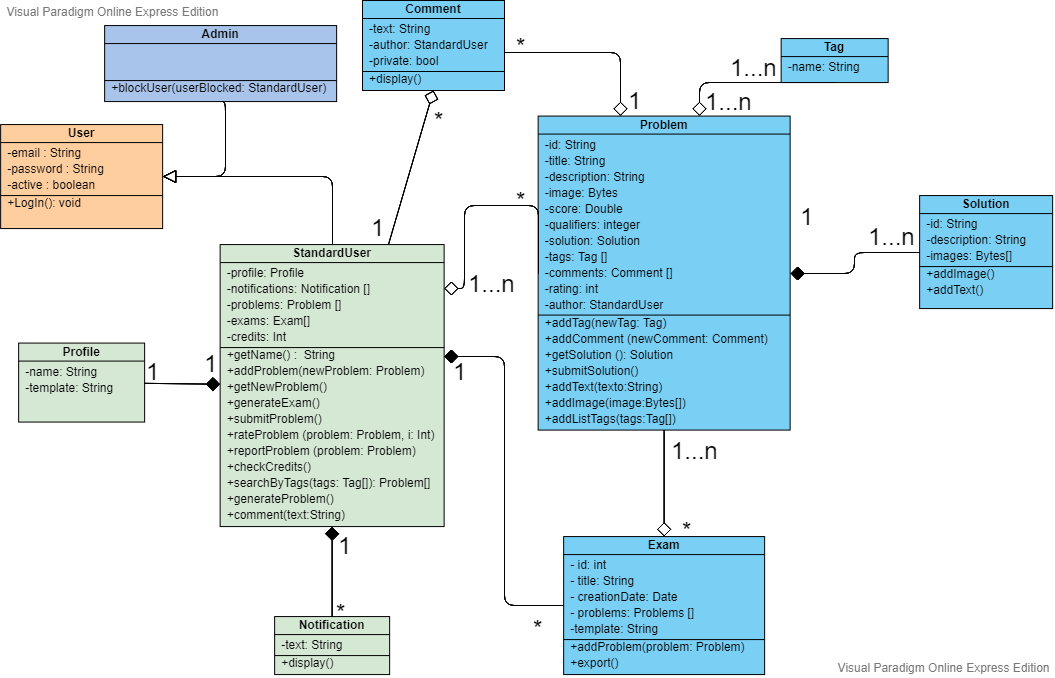 Visual Paradigm Online Express Edition
Admin
+blockUser(userBlocked: StandardUser)
Comment
-text: String
-author: StandardUser
-private: bool
+display()
*
1
*
1
Tag
-name: String
1...n
1...n
User
-email : String
-password : String
-active : boolean
+LogIn(): void
Problem
-id: String
-title: String
-description: String
-image: Bytes
-score: Double
-qualifiers: integer
-solution: Solution
-tags: Tag []
-comments: Comment []
-rating: int
-author: StandardUser
+addTag(newTag: Tag)
+addComment (newComment: Comment)
+getSolution (): Solution
+submitSolution()
+addText(texto:String)
+addImage(image:Bytes[])
+addListTags(tags:Tag[])
Solution
-id: String
-description: String
-images: Bytes[]
+addImage()
+addText()
1
1...n
*
1...n
StandardUser
-profile: Profile
-notifications: Notification []
-problems: Problem []
-exams: Exam[]
-credits: Int
+getName() : String
+addProblem(newProblem: Problem)
+getNewProblem()
+generateExam()
+submitProblem()
+rateProblem (problem: Problem, i: Int)
+reportProblem (problem: Problem)
+checkCredits()
+searchByTags(tags: Tag[]): Problem[]
+generateProblem()
+comment(text:String)
Profile
-name: String
-template: String
1
1
1
*
1...n
*
Exam
- id: int
- title: String
- creationDate: Date
- problems: Problems []
-template: String
+addProblem(problem: Problem)
+export()
1
*
Notification
-text: String
+display()
Visual Paradigm Online Express Edition